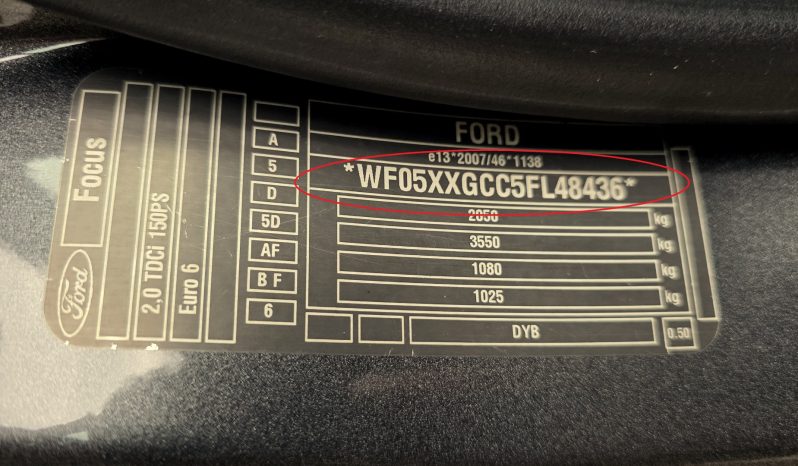 FORD
e13*2007/46*1138
*WF05XXGCC5FL48436*
2050 kg
3550 kg
1080 kg
1025 kg
DYB
0.50
A
5
D
5D
AF
B F
6
Focus
Ford
2,0 TDCi 150PS
Euro 6